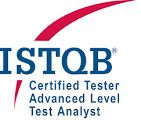 ISTQB®
Certified Tester
Advanced Level
Test Analyst